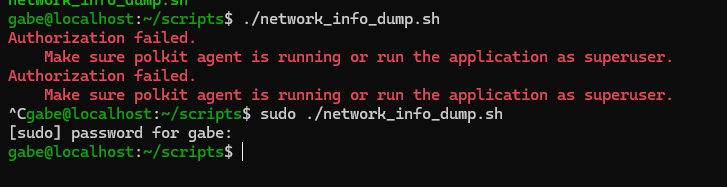 network_info_dump.sh
gabe@localhost:~/scripts$ ./network_info_dump.sh
Authorization failed.
    Make sure polkit agent is running or run the application as superuser.
Authorization failed.
    Make sure polkit agent is running or run the application as superuser.
^Cgabe@localhost:~/scripts$ sudo ./network_info_dump.sh
[sudo] password for gabe:
gabe@localhost:~/scripts$